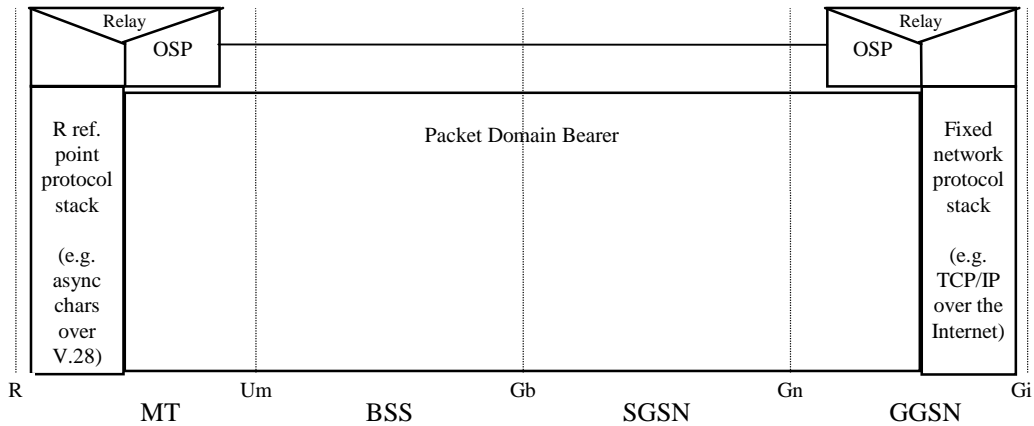 Relay
OSP
Relay
OSP
R ref.
point
protocol
stack
(e.g.
async
chars
over
V.28)
Packet Domain Bearer
Fixed
network
protocol
stack
(e.g.
TCP/IP
over the
Internet)
R
Um
Gb
Gn
Gi
MT
BSS
SGSN
GGSN